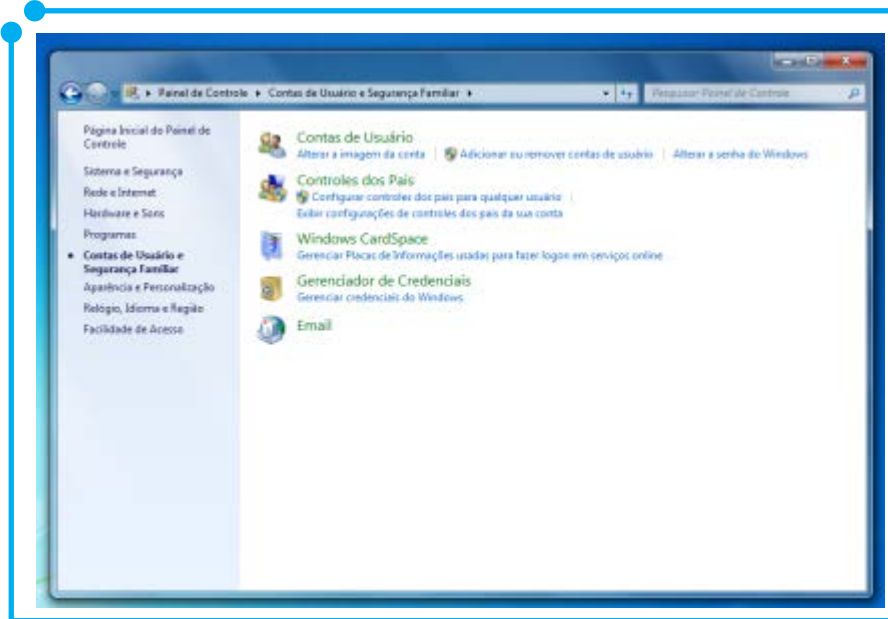 Painel de Controle Contas de Usuário e Segurança Familiar
Pesquisar Painel de Controle
Página Inicial do Painel de
Controle
Sistema e Segurança
Rede e Internet
Hardware e Sons
Programas
Contas de Usuário e
Segurança Familiar
Aparência e Personalização
Relógio, Idioma e Região
Facilidade de Acesso
Contas de Usuário
Alterar a imagem da conta Adicionar ou remover contas de usuário Alterar a senha do Windows
Controles dos Pais
Configurar controles dos pais para qualquer usuário
Exibir configurações de controles dos pais da sua conta
Windows CardSpace
Gerenciar Placas de Informações usadas para fazer logon em serviços online
Gerenciador de Credenciais
Gerenciar credenciais do Windows
Email